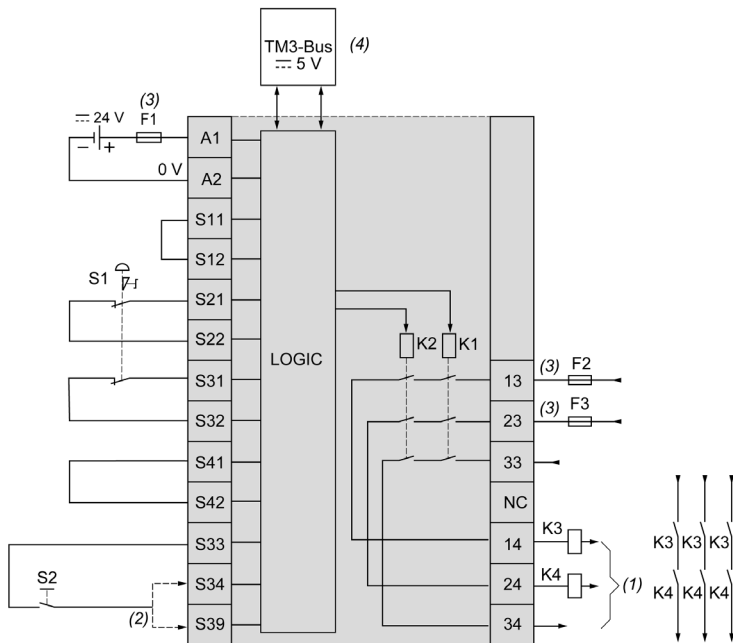 TM3-Bus
5 V
(4)
24 V
(3)
F1
−
+
0 V
A1
A2
S11
S12
S1
S21
S22
S31
S32
S41
S42
S33
S2
S34
(2)
S39
LOGIC
K2
K1
13
(3)
F2
23
(3)
F3
33
NC
14
K3
24
K4
34
(1)
K3 K3 K3
K4 K4 K4